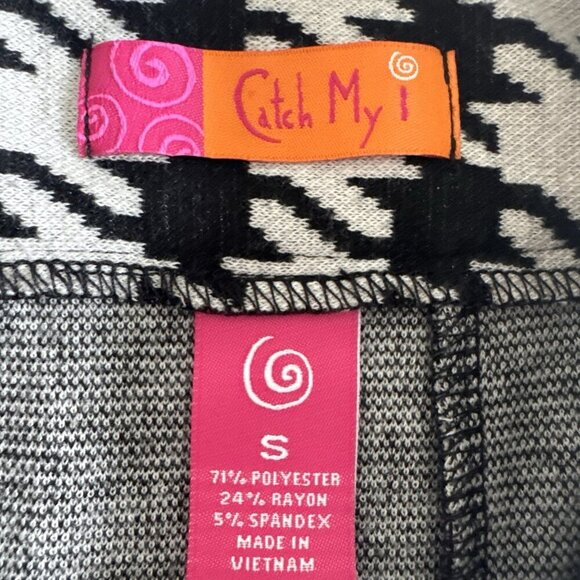 Catch My i
S
71% POLYESTER
24% RAYON
5% SPANDEX
MADE IN
VIETNAM